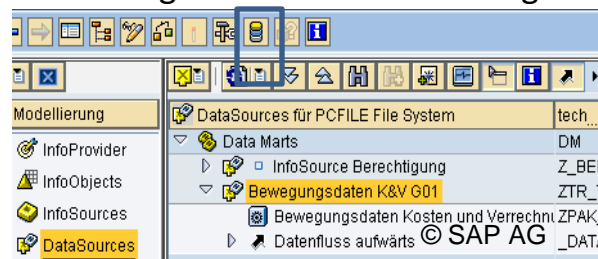 Modellierung
InfoProvider
InfoObjects
InfoSources
DataSources
DataSources für PCFILE File System tech
Data Marts DM
InfoSource Berechtigung Z_BE
Bewegungsdaten K&V G01 ZTR_
Bewegungsdaten Kosten und Verrechn ZPAK
Datenfluss aufwärts _DAT
© SAP AG